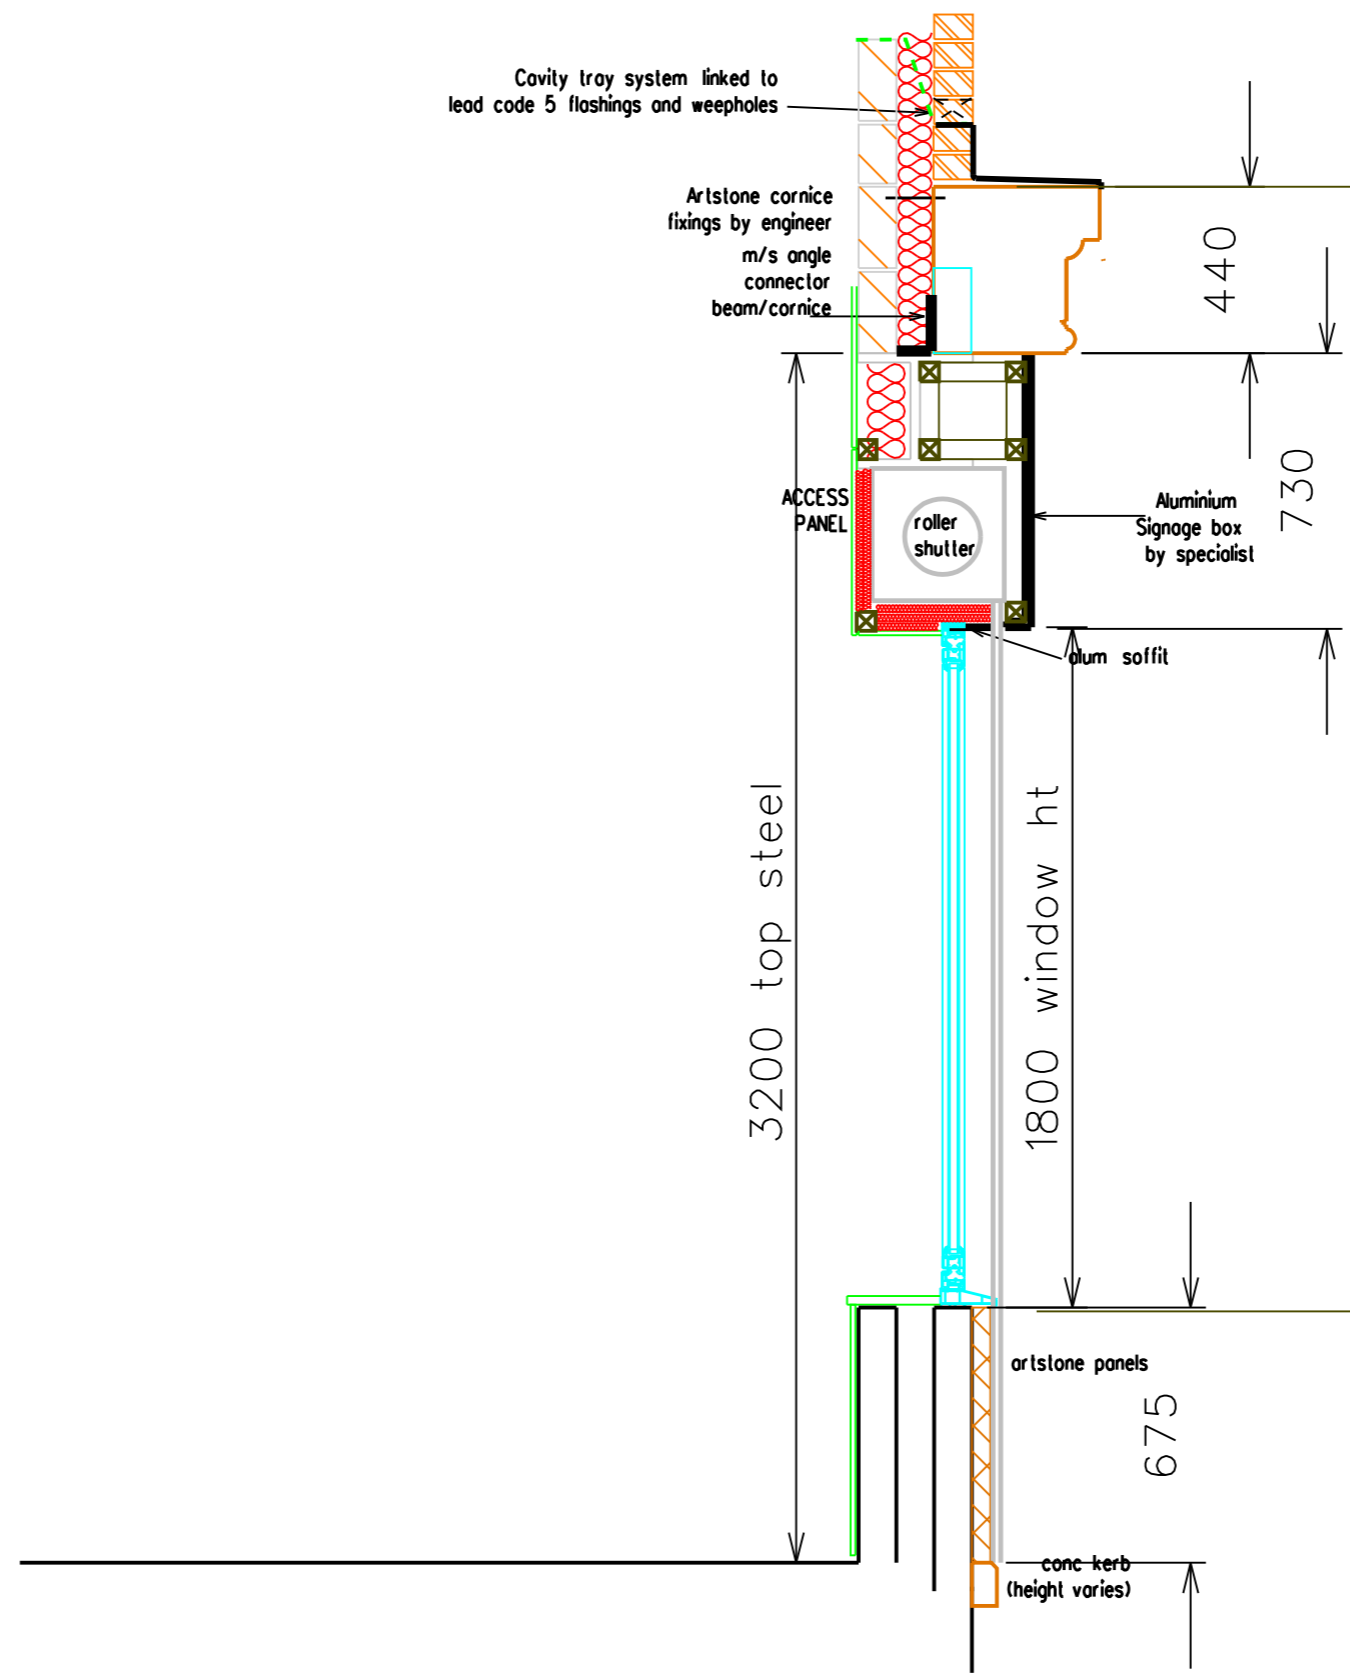 Cavity tray system linked to
lead code 5 flashings and weepholes
Artstone cornice
fixings by engineer
m/s angle
connector
beam/cornice
440
730
ACCESS
PANEL
roller
shutter
Aluminium
Signage box
by specialist
alum soffit
3200 top steel
1800 window ht
artstone panels
675
conc kerb
(height varies)